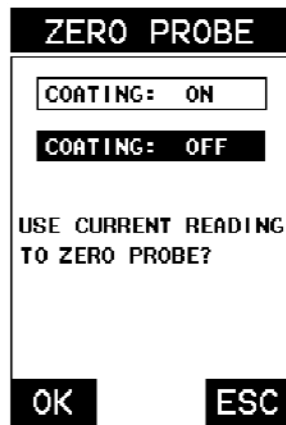 ZERO PROBE
COATING: ON
COATING: OFF
USE CURRENT READING
TO ZERO PROBE?
OK ESC